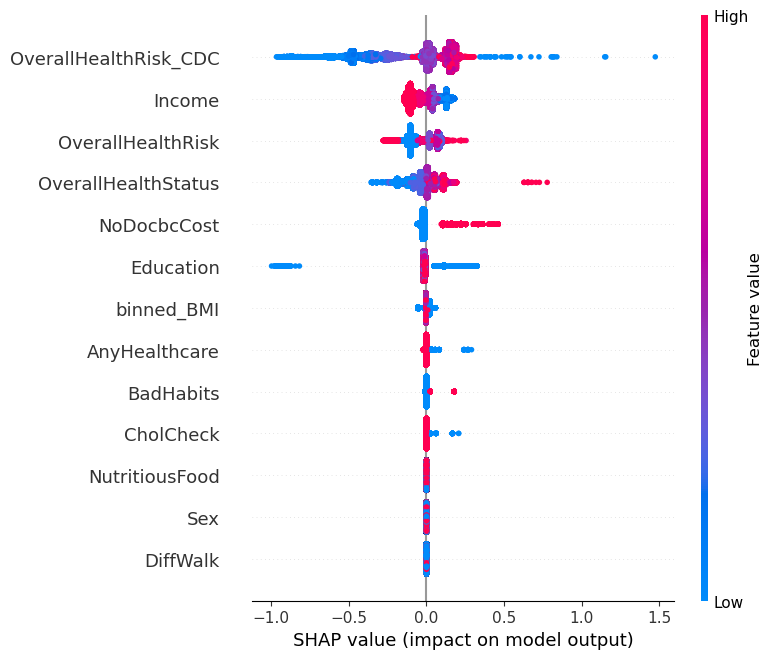 High
OverallHealthRisk_CDC
Income
OverallHealthRisk
OverallHealthStatus
NoDocbcCost
Education
binned_BMI
AnyHealthcare
BadHabits
CholCheck
NutritiousFood
Sex
DiffWalk
Feature value
Low
−1.0 −0.5 0.0 0.5 1.0 1.5
SHAP value (impact on model output)